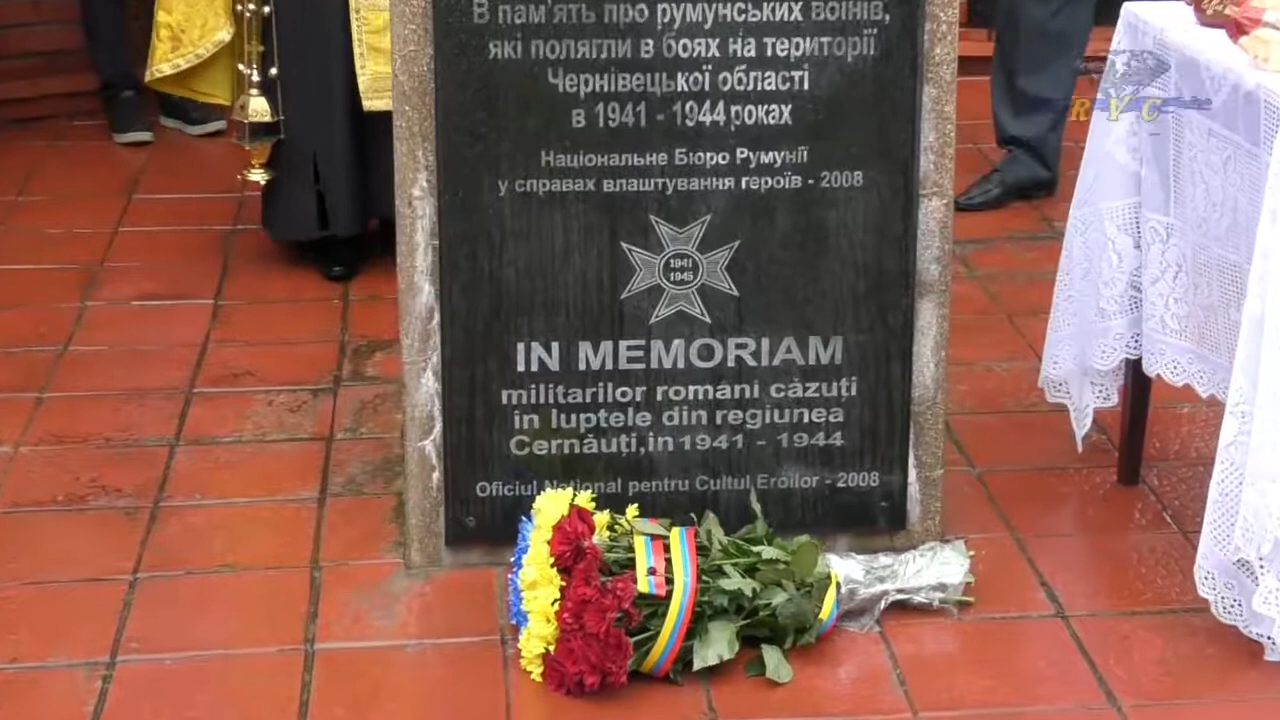 В пам'ять про румунських воїнів,
які полягли в боях на території
Чернівецької області
в 1941 - 1944 роках
Національне Бюро Румунії
у справах влаштування героїв - 2008
1941
1945
IN MEMORIAM
militarilor romani căzuți
în luptele din regiunea
Cernăuți,in 1941 - 1944
Oficiul Național pentru Cultul Eroilor - 2008
RYC